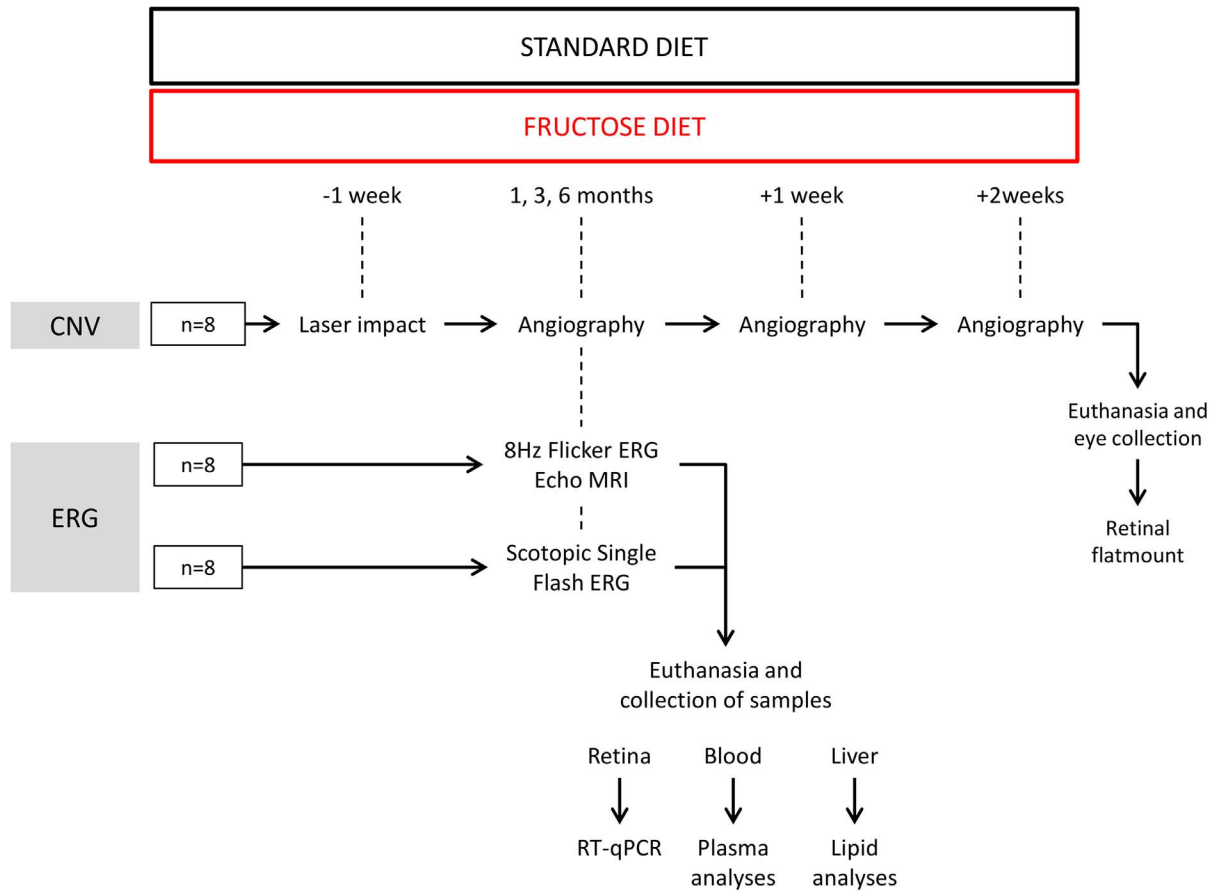 STANDARD DIET
FRUCTOSE DIET
-1 week
1, 3, 6 months
+1 week
+2weeks
CNV
n=8
Laser impact
Angiography
Angiography
Angiography
Euthanasia and
eye collection
Retinal
flatmount
ERG
n=8
8Hz Flicker ERG
Echo MRI
n=8
Scotopic Single
Flash ERG
Euthanasia and
collection of samples
Retina
Blood
Liver
RT-qPCR
Plasma
analyses
Lipid
analyses